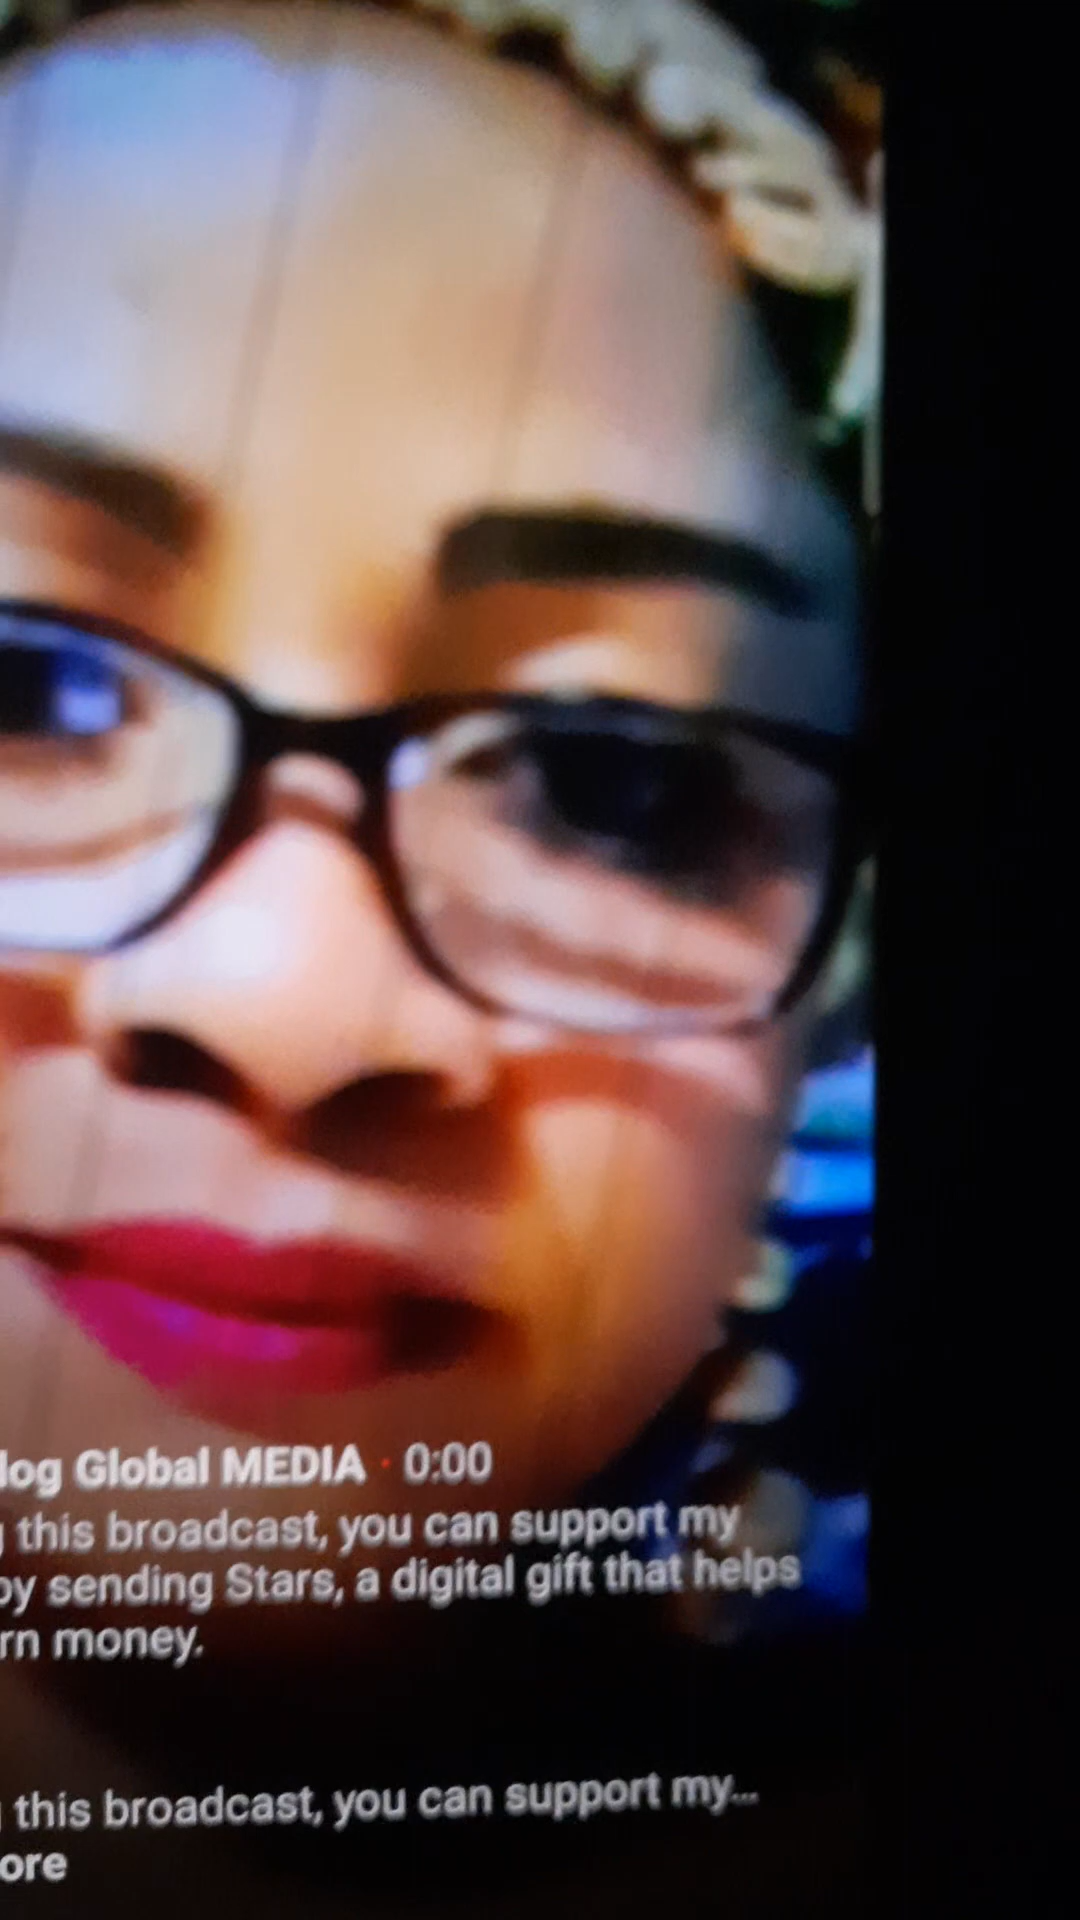 log Global MEDIA · 0:00
this broadcast, you can support my
by sending Stars, a digital gift that helps
rn money.
this broadcast, you can support my...
ore